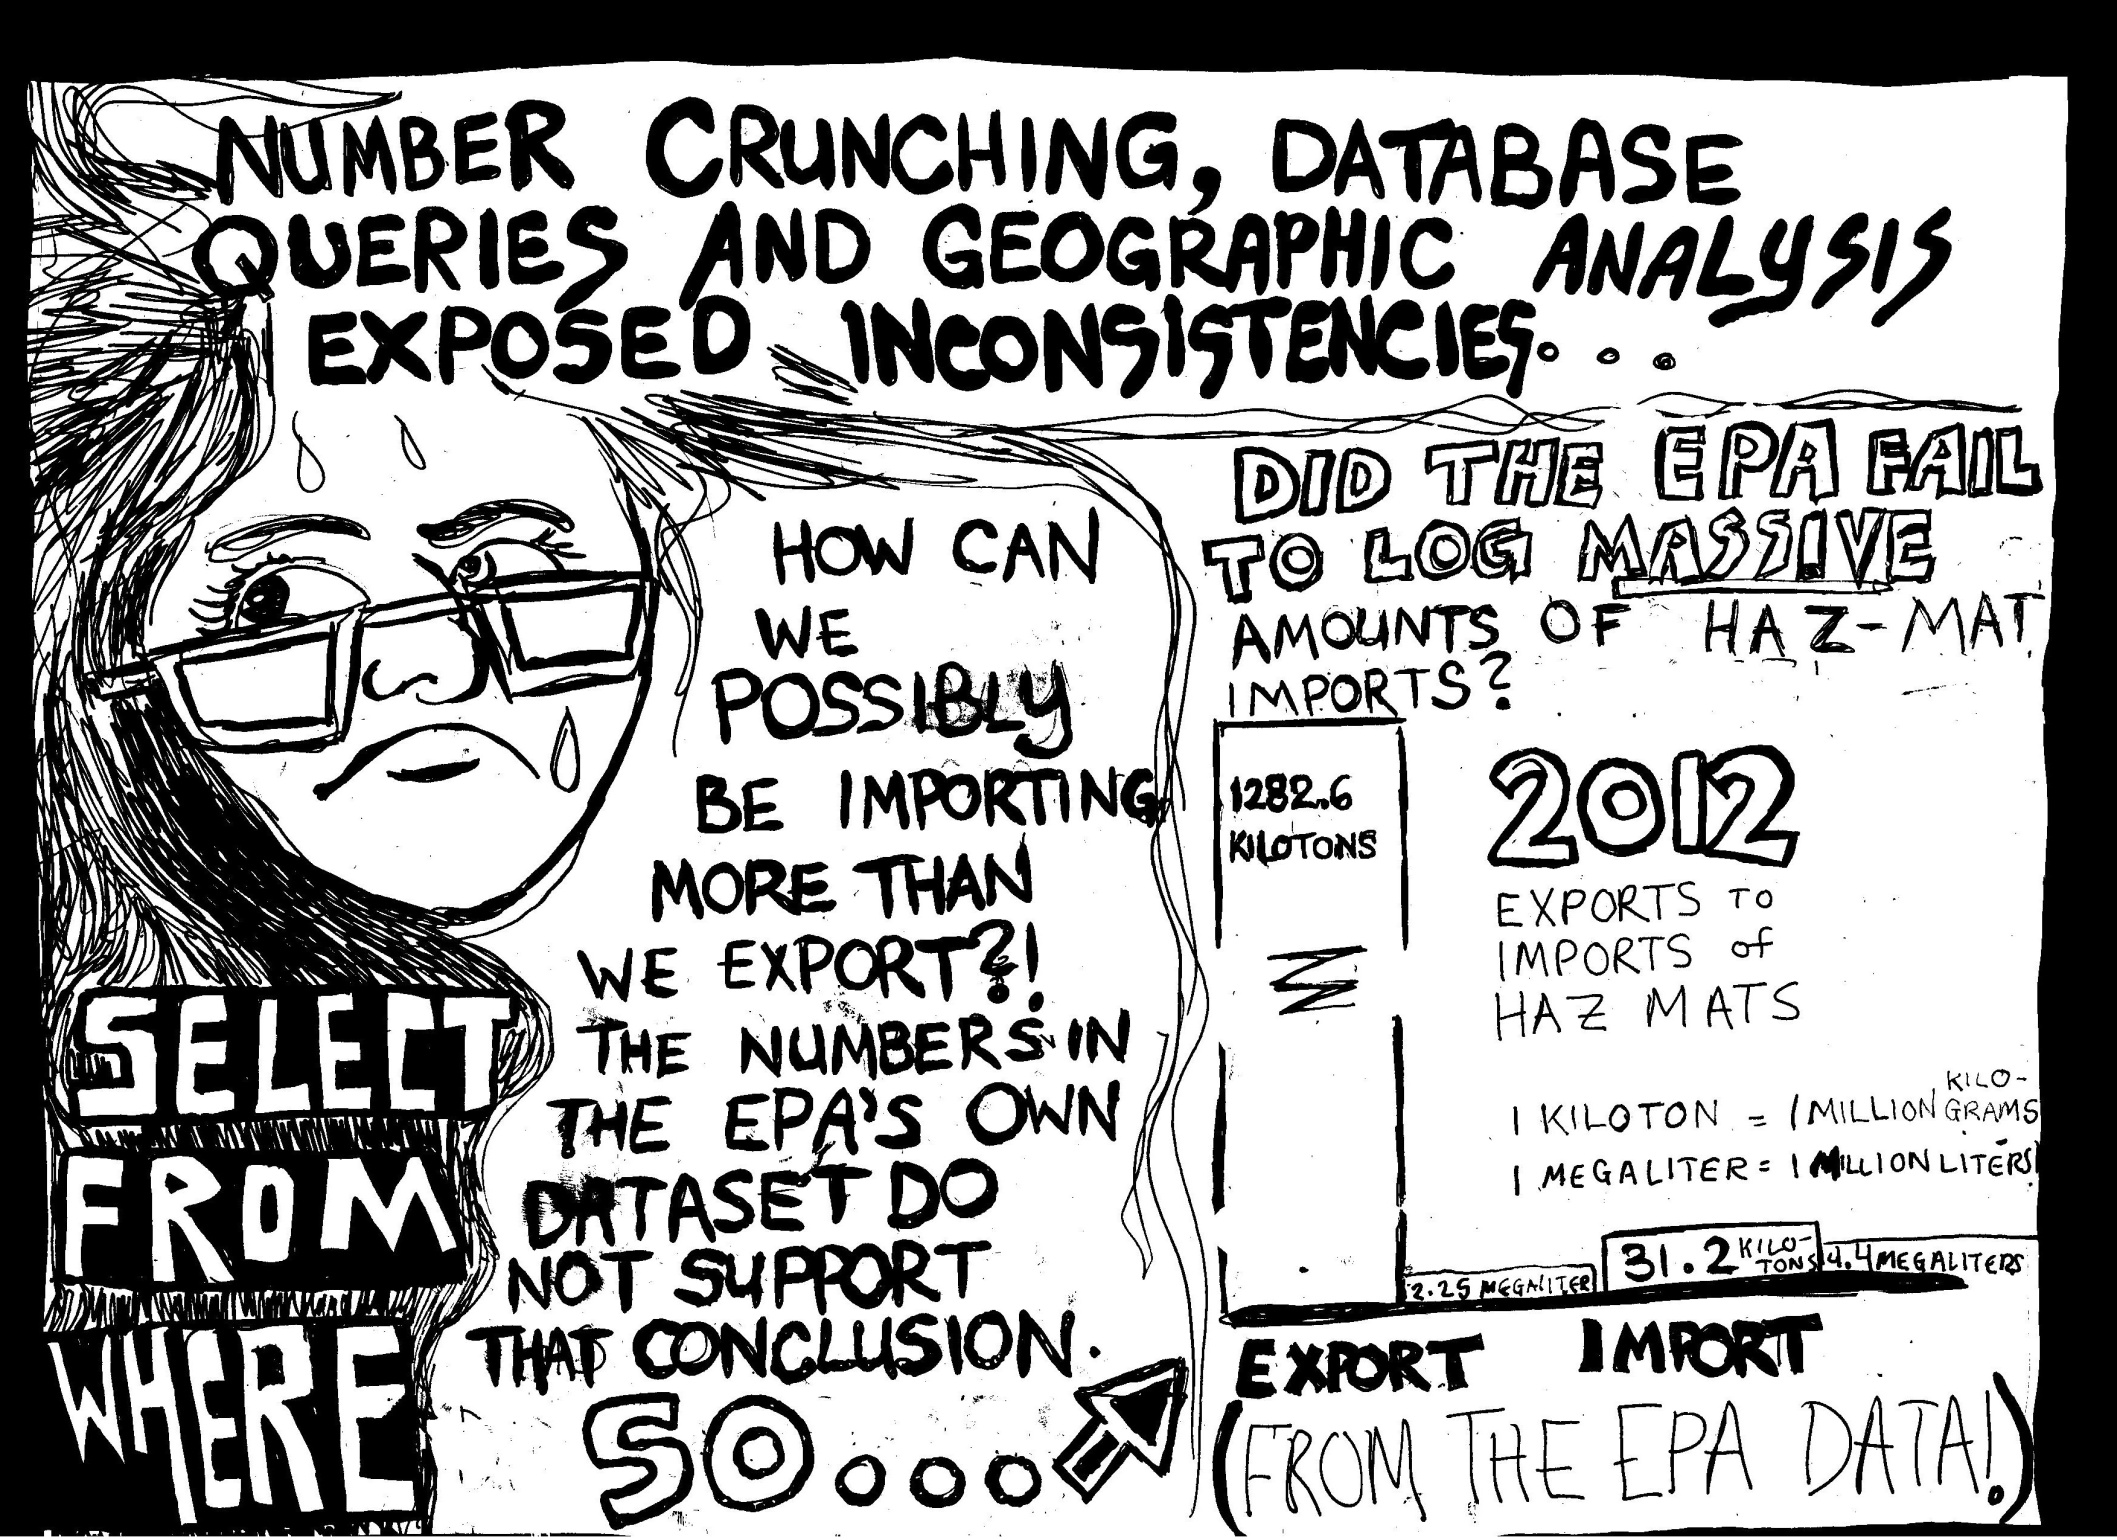 NUMBER CRUNCHING, DATABASE
QUERIES AND GEOGRAPHIC ANALYSIS
EXPOSED INCONSISTENCIES...
HOW CAN
WE
POSSIBLY
BE IMPORTING
MORE THAN
WE EXPORT?!
THE NUMBERS IN
THE EPA'S OWN
DATASET DO
NOT SUPPORT
THAT CONCLUSION.
SO...
SELECT
FROM
WHERE
DID THE EPA FAIL
TO LOG MASSIVE
AMOUNTS OF HAZ-MAT
IMPORTS?
1282.6
KILOTONS
2012
EXPORTS TO
IMPORTS of
HAZ MATS
1 KILOTON = 1 MILLION KILO-
GRAMS
1 MEGALITER = 1 MILLION LITERS
2.25 MEGALITER
31.2 KILO-
TONS
4.4 MEGALITERS
EXPORT IMPORT
(FROM THE EPA DATA!)